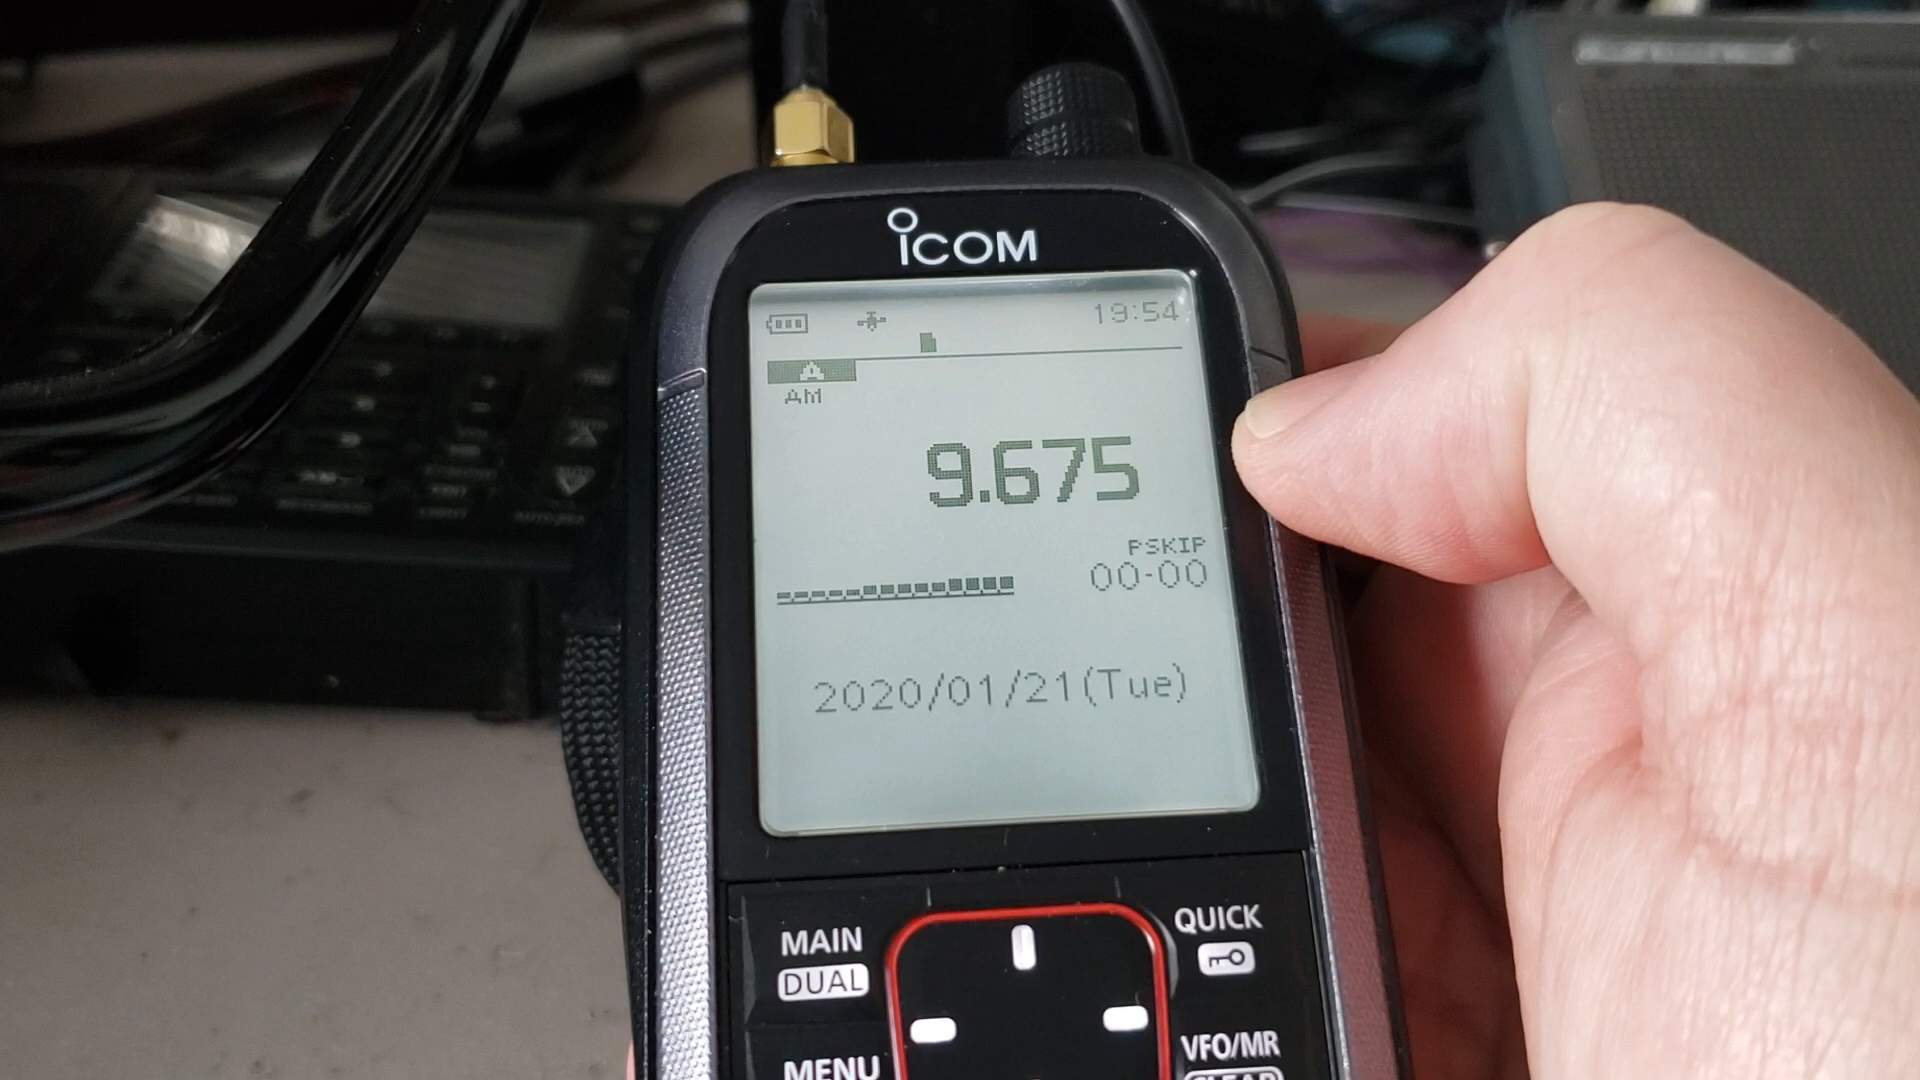 iCOM
19:54
A
AM
9.675
PSKIP
00-00
2020/01/21(Tue)
MAIN
QUICK
DUAL
MENU
VFO/MR
CLEAR